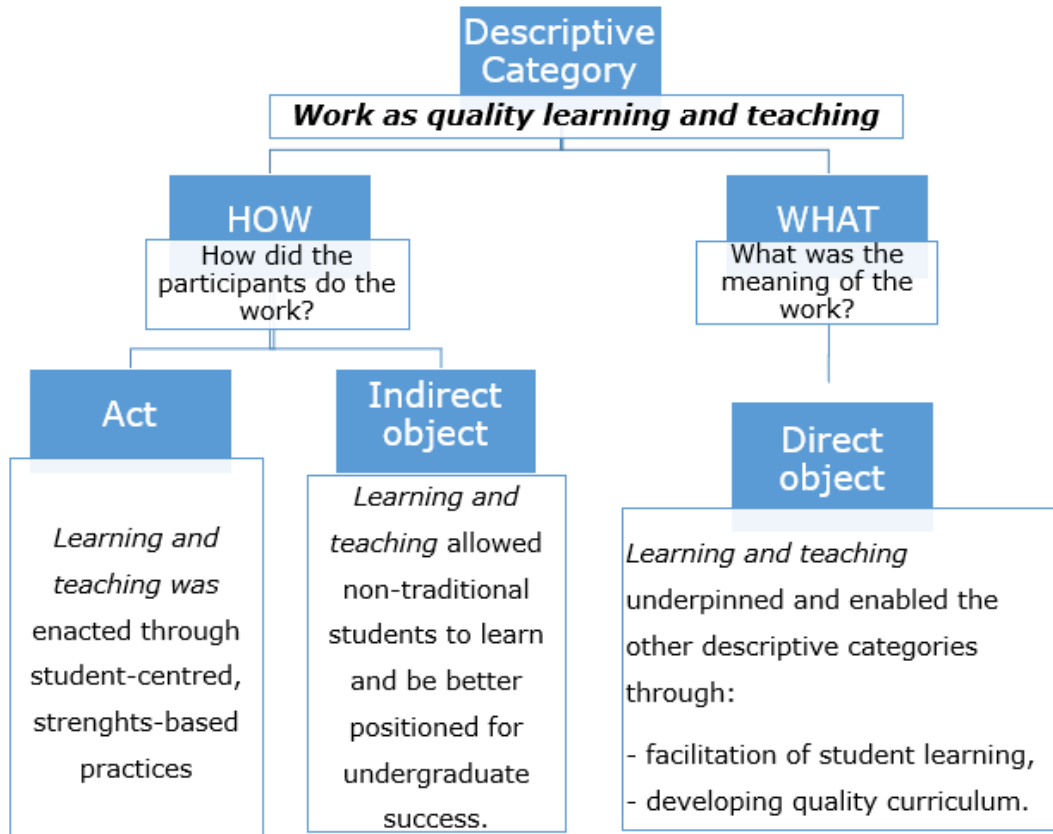 Descriptive
Category
Work as quality learning and teaching
HOW
How did the
participants do the
work?
WHAT
What was the
meaning of the
work?
Act
Learning and
teaching was
enacted through
student-centred,
strenghts-based
practices
Indirect
object
Learning and
teaching allowed
non-traditional
students to learn
and be better
positioned for
undergraduate
success.
Direct
object
Learning and teaching
underpinned and enabled the
other descriptive categories
through:
- facilitation of student learning,
- developing quality curriculum.